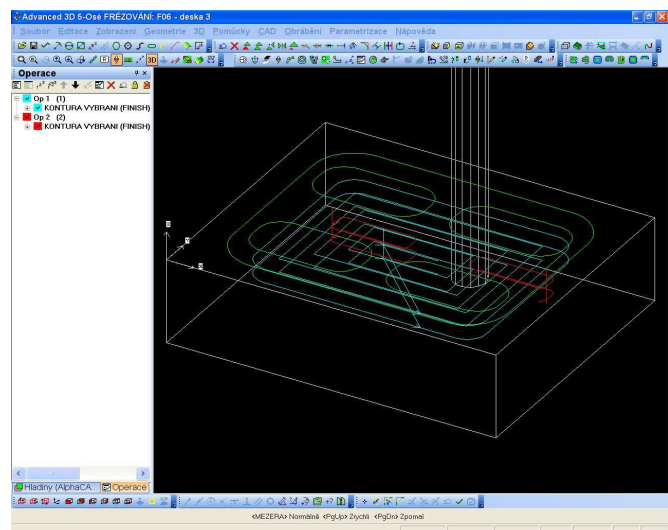 Advanced 3D 5-Osé FRÉZOVÁNÍ: F06 - deska 3
Soubor Editace Zobrazení Geometrie 3D Pomůcky CAD Obrábění Parametrizace Nápověda
Operace
Op 1 (1)
KONTURA VYBRANI (FINISH)
Op 2 (2)
KONTURA VYBRANI (FINISH)
Hladiny (AlphaCA...
Operace
<MEZERA> Normálně <PgUp> Zrychli <PgDn> Zpomal